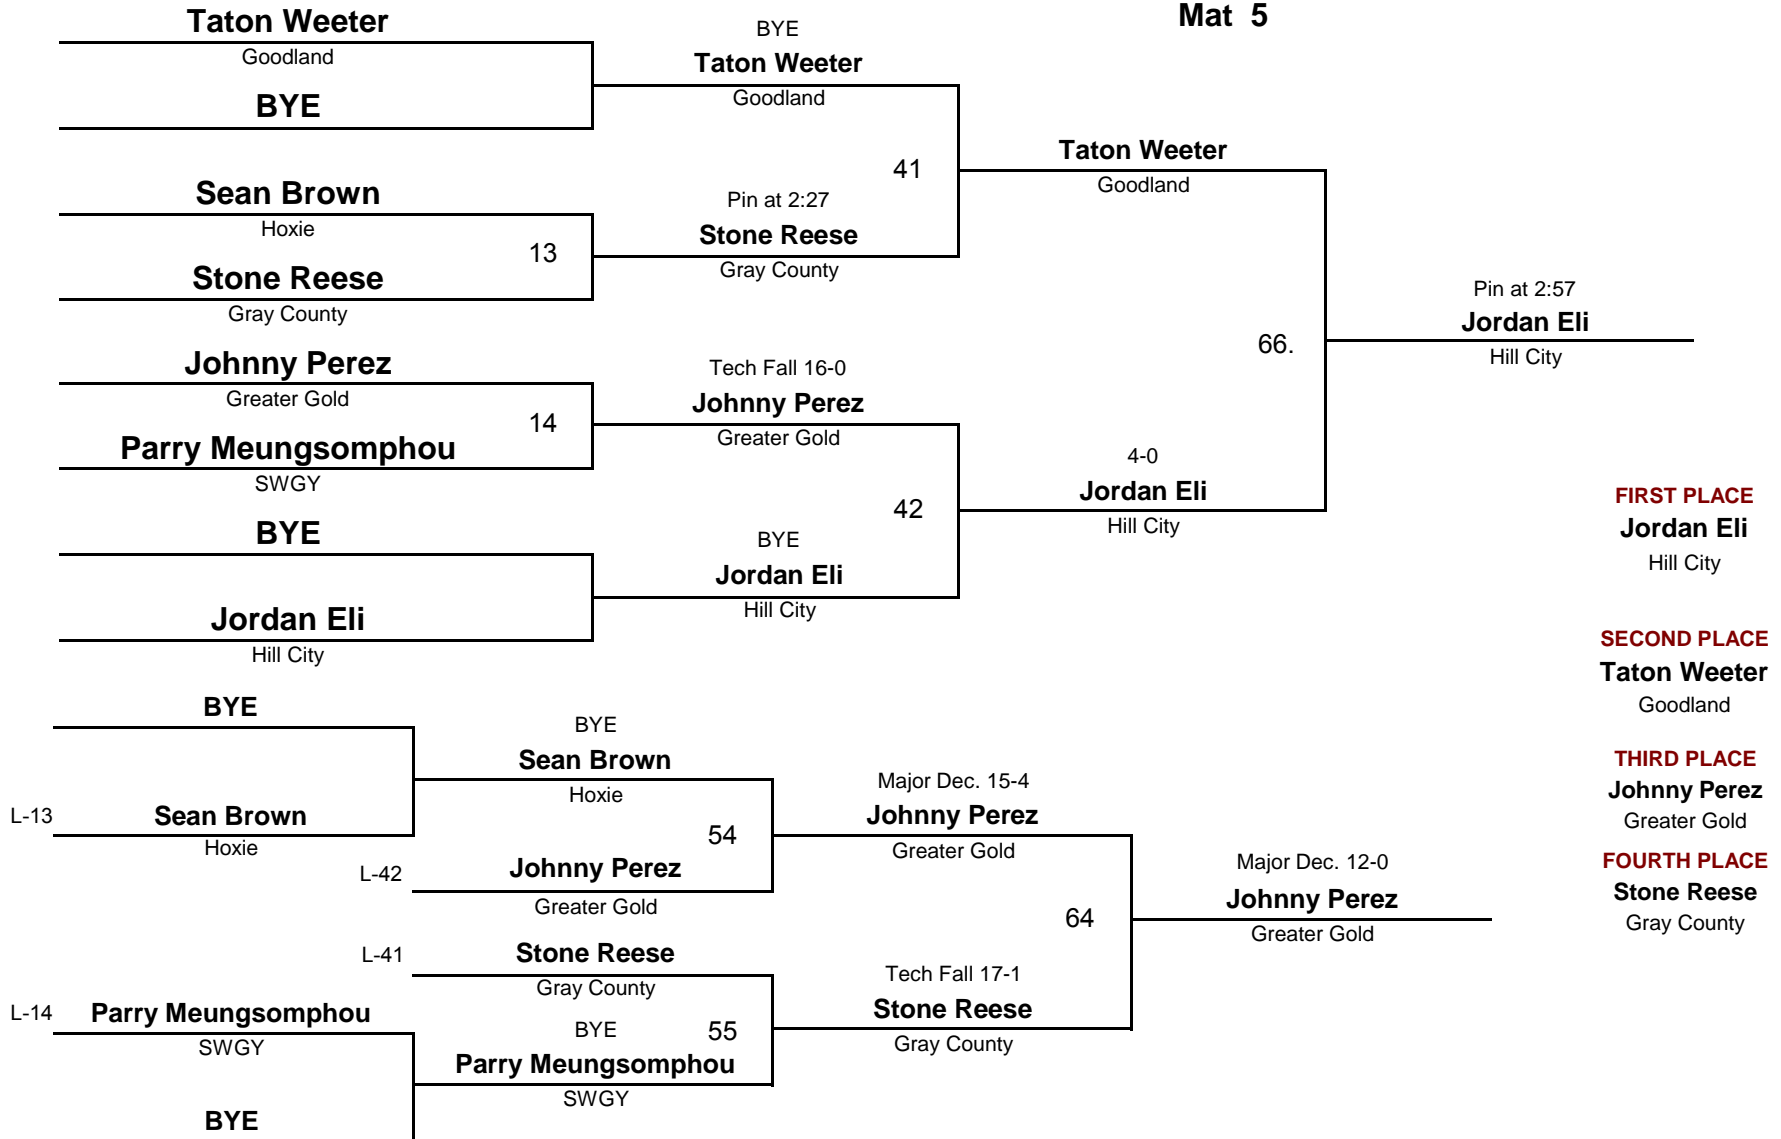 Mat 5
Taton Weeter
Goodland
BYE
Sean Brown
Hoxie
13
Stone Reese
Gray County
Johnny Perez
Greater Gold
14
Parry Meungsomphou
SWGY
BYE
Jordan Eli
Hill City
BYE
Taton Weeter
Goodland
41
Pin at 2:27
Stone Reese
Gray County
Tech Fall 16-0
Johnny Perez
Greater Gold
42
BYE
Jordan Eli
Hill City
Taton Weeter
Goodland
66.
4-0
Jordan Eli
Hill City
Pin at 2:57
Jordan Eli
Hill City
FIRST PLACE
Jordan Eli
Hill City
SECOND PLACE
Taton Weeter
Goodland
THIRD PLACE
Johnny Perez
Greater Gold
FOURTH PLACE
Stone Reese
Gray County
BYE
L-13 Sean Brown
Hoxie
L-14 Parry Meungsomphou
SWGY
BYE
BYE
Sean Brown
Hoxie
54
L-42 Johnny Perez
Greater Gold
L-41 Stone Reese
Gray County
BYE 55
Parry Meungsomphou
SWGY
Major Dec. 15-4
Johnny Perez
Greater Gold
64
Tech Fall 17-1
Stone Reese
Gray County
Major Dec. 12-0
Johnny Perez
Greater Gold